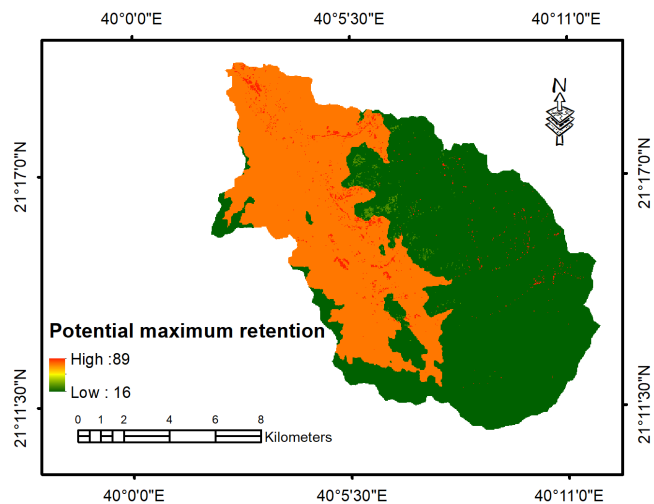 40°0'0"E 40°5'30"E 40°11'0"E
N
21°17'0"N 21°17'0"N
Potential maximum retention
High :89
Low : 16
21°11'30"N 21°11'30"N
0 1 2 4 6 8
Kilometers
40°0'0"E 40°5'30"E 40°11'0"E